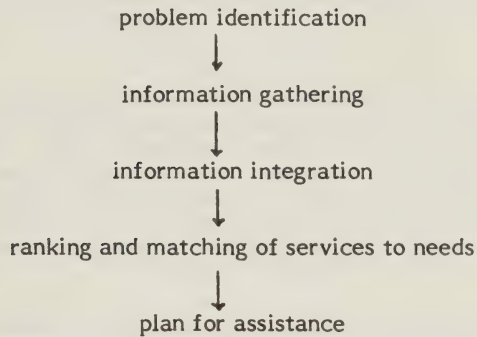 problem identification
information gathering
information integration
ranking and matching of services to needs
plan for assistance